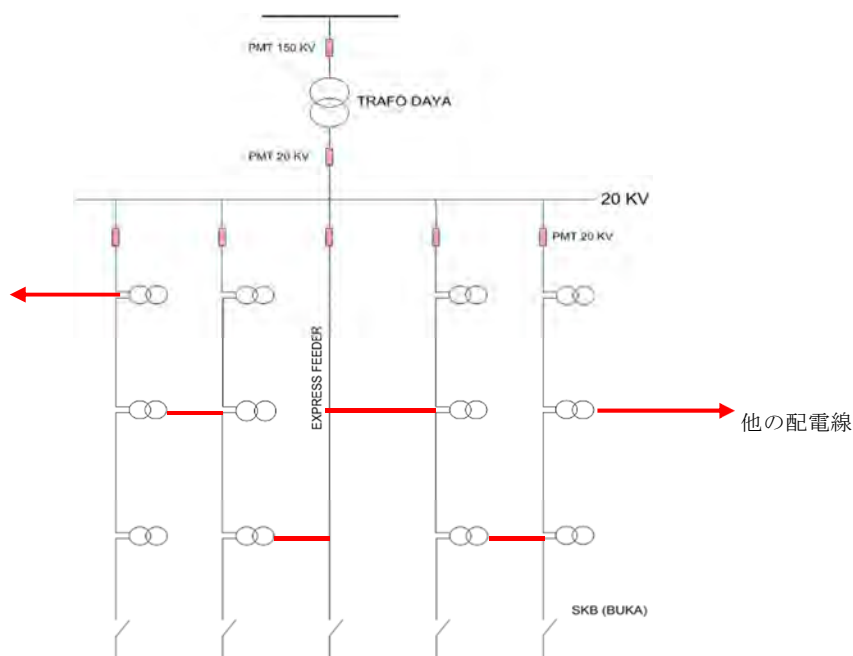 PMT 150 KV
TRAFO DAYA
PMT 20 KV
20 KV
PMT 20 KV
EXPRESS FEEDER
他の配電線
SKB (BUKA)